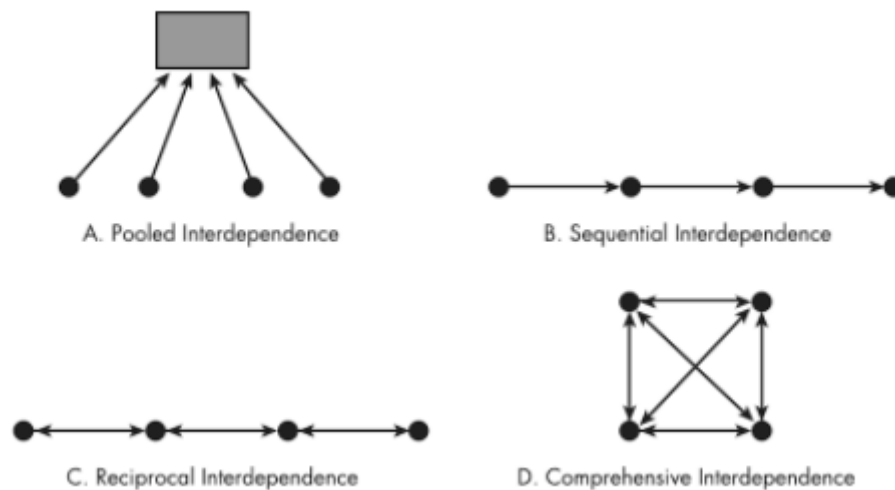 A. Pooled Interdependence
B. Sequential Interdependence
C. Reciprocal Interdependence
D. Comprehensive Interdependence